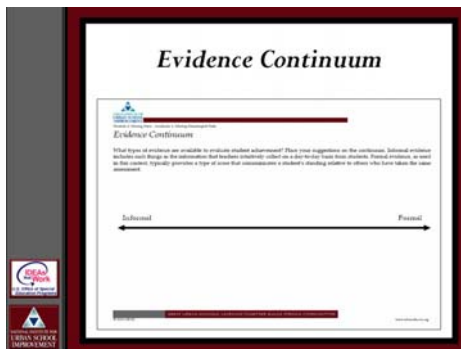 Evidence Continuum
Evidence Continuum
What types of evidence are available to evaluate student achievement? Place your suggestions on the continuum. Informal evidence
includes such things as the information that teachers intuitively collect on a day-to-day basis from students. Formal evidence, as used
in this context, typically provides a type of score that communicates a student's standing relative to others who have taken the same
assessment.
Informal
Formal
IDEAs
that Work
U.S. Office of Special
Education Programs
NATIONAL INSTITUTE FOR
URBAN SCHOOL
IMPROVEMENT